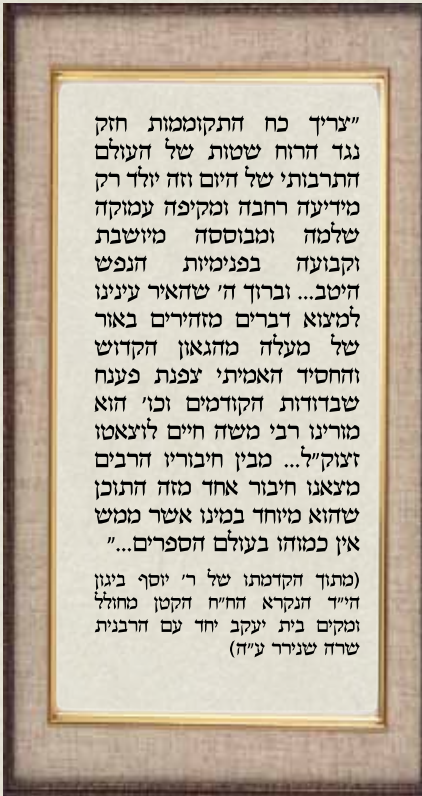 "צריך כח התקוממות חזק
נגד הרוח שטות של העולם
התרבותי של היום וזה יולד רק
מידיעה רחבה ומקיפה עמוקה
שלמה ומבוססה מיושבת
וקבועה בפנימיות הנפש
היטב... וברוך ה' שהאיר עינינו
למצוא דברים מזהירים באור
של מעלה מהגאון הקדוש
והחסיד האמיתי צפנת פענח
שבדורות הקודמים וכו' הוא
מורינו רבי משה חיים לוצאטו
זצוק"ל... מבין חיבוריו הרבים
מצאנו חיבור אחד מזה התוכן
שהוא מיוחד במינו אשר ממש
אין כמוהו בעולם הספרים..."
(מתוך הקדמתו של ר' יוסף ביגון
הי"ד הנקרא הח"ח הקטן מחולל
ומקים בית יעקב יחד עם הרבנית
שרה שנירר ע"ה)